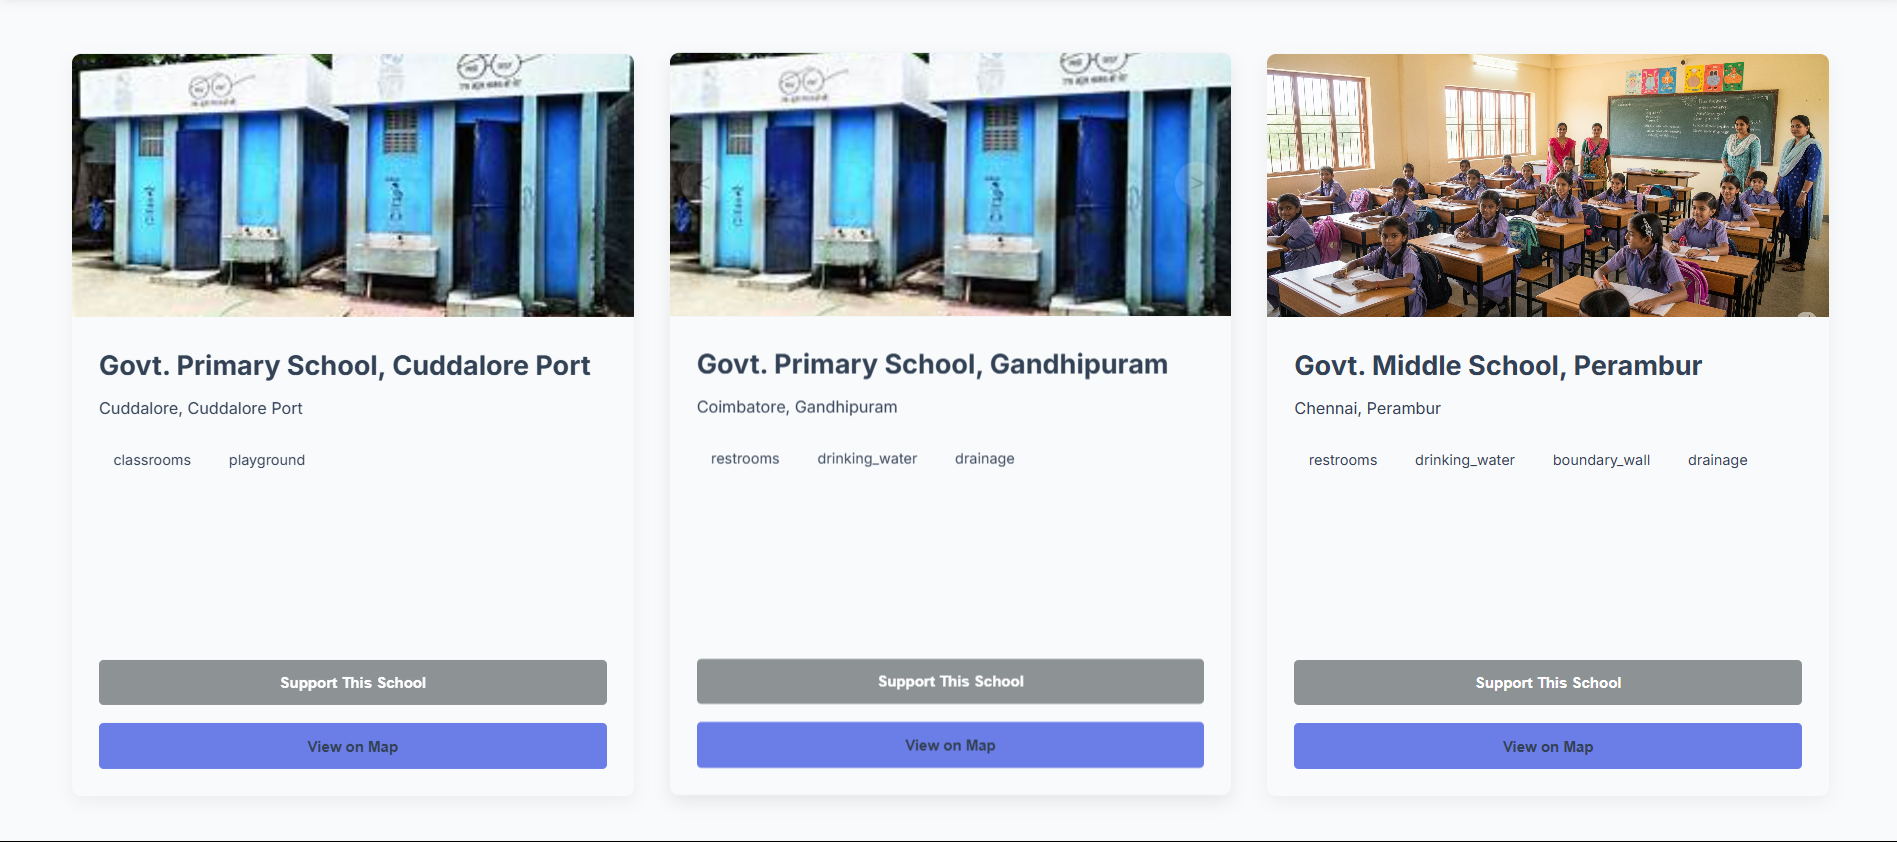 Govt. Primary School, Cuddalore Port
Cuddalore, Cuddalore Port
classrooms playground
Support This School
View on Map
<
>
Govt. Primary School, Gandhipuram
Coimbatore, Gandhipuram
restrooms drinking_water drainage
Support This School
View on Map
Govt. Middle School, Perambur
Chennai, Perambur
restrooms drinking_water boundary_wall drainage
Support This School
View on Map